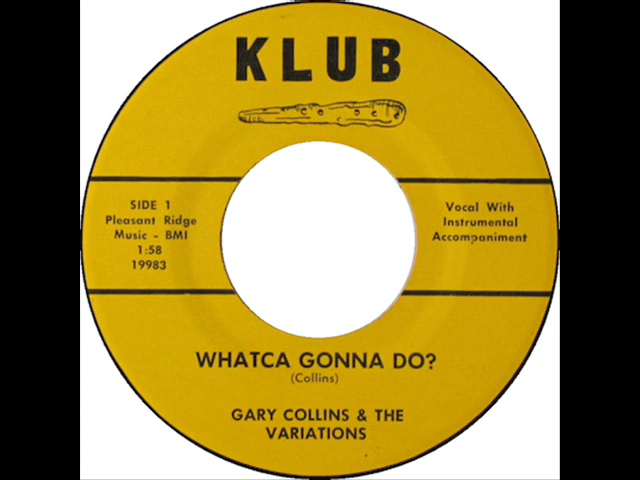 KLUB
SIDE 1
Pleasant Ridge
Music - BMI
1:58
19983
Vocal With
Instrumental
Accompaniment
WHATCA GONNA DO?
(Collins)
GARY COLLINS & THE
VARIATIONS